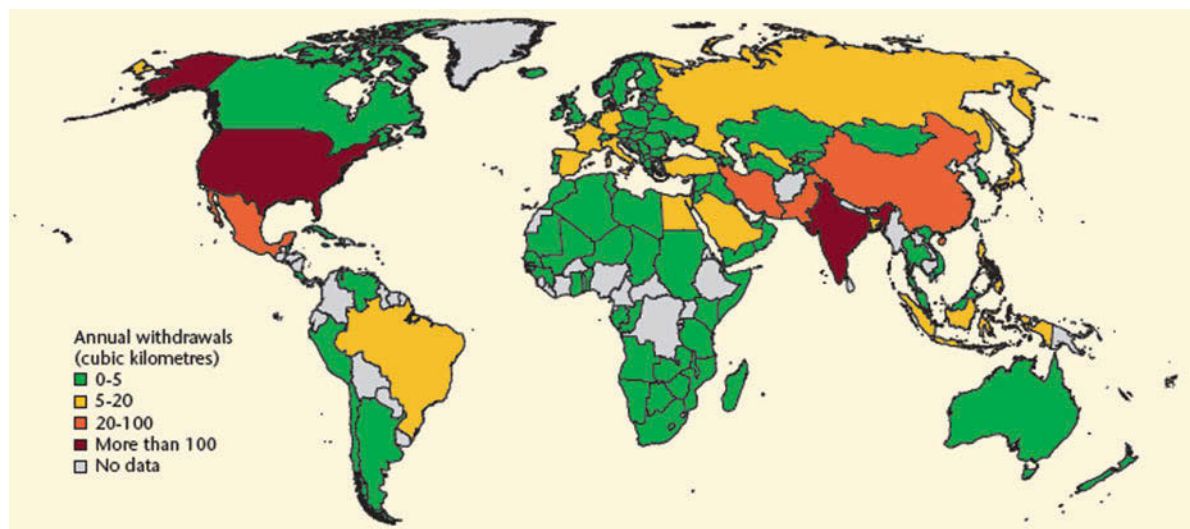 Annual withdrawals
(cubic kilometres)
0-5
5-20
20-100
More than 100
No data